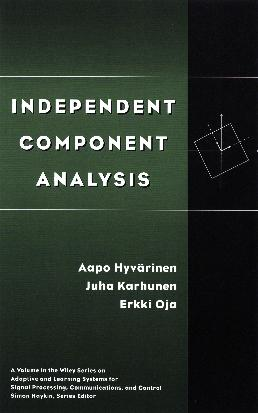 INDEPENDENT
COMPONENT
ANALYSIS
Aapo Hyvärinen
Juha Karhunen
Erkki Oja
A Volume in the Wiley Series on
Adaptive and Learning Systems for
Signal Processing, Communications, and Control
Simon Haykin, Series Editor